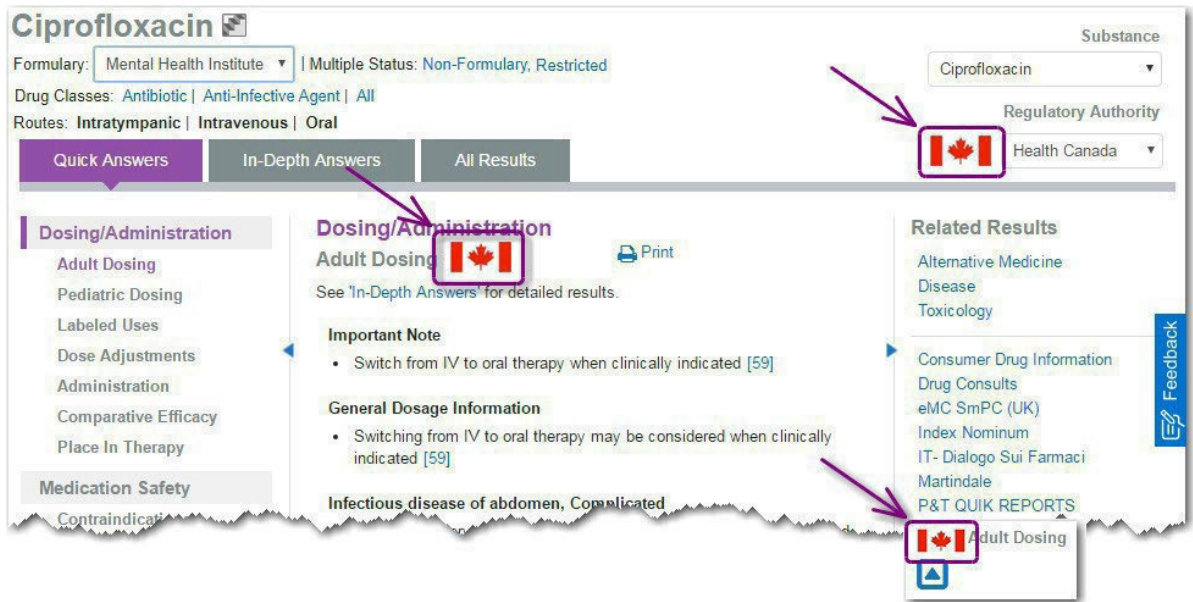 Ciprofloxacin
Substance
Formulary: Mental Health Institute | Multiple Status: Non-Formulary, Restricted
Ciprofloxacin
Drug Classes: Antibiotic | Anti-Infective Agent | All
Regulatory Authority
Routes: Intratympanic | Intravenous | Oral
Health Canada
Quick Answers In-Depth Answers All Results
Dosing/Administration
Adult Dosing
Pediatric Dosing
Labeled Uses
Dose Adjustments
Administration
Comparative Efficacy
Place In Therapy
Medication Safety
Dosing/Administration
Adult Dosing
Print
See 'In-Depth Answers' for detailed results.
Important Note
• Switch from IV to oral therapy when clinically indicated [59]
General Dosage Information
• Switching from IV to oral therapy may be considered when clinically
indicated [59]
Infectious disease of abdomen, Complicated
Related Results
Alternative Medicine
Disease
Toxicology
Consumer Drug Information
Drug Consults
eMC SmPC (UK)
Index Nominum
IT- Dialogo Sui Farmaci
Martindale
P&T QUIK REPORTS
Feedback
Adult Dosing